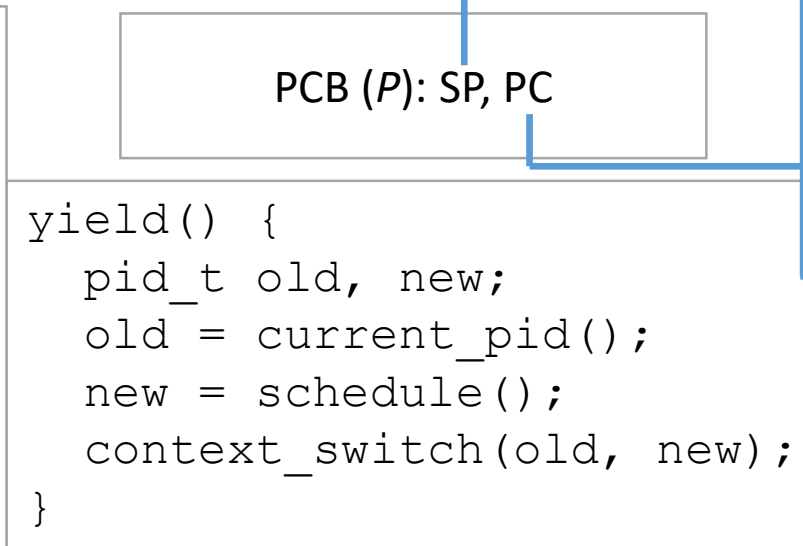 PCB (P): SP, PC
yield() {
  pid_t old, new;
  old = current_pid();
  new = schedule();
  context_switch(old, new);
}